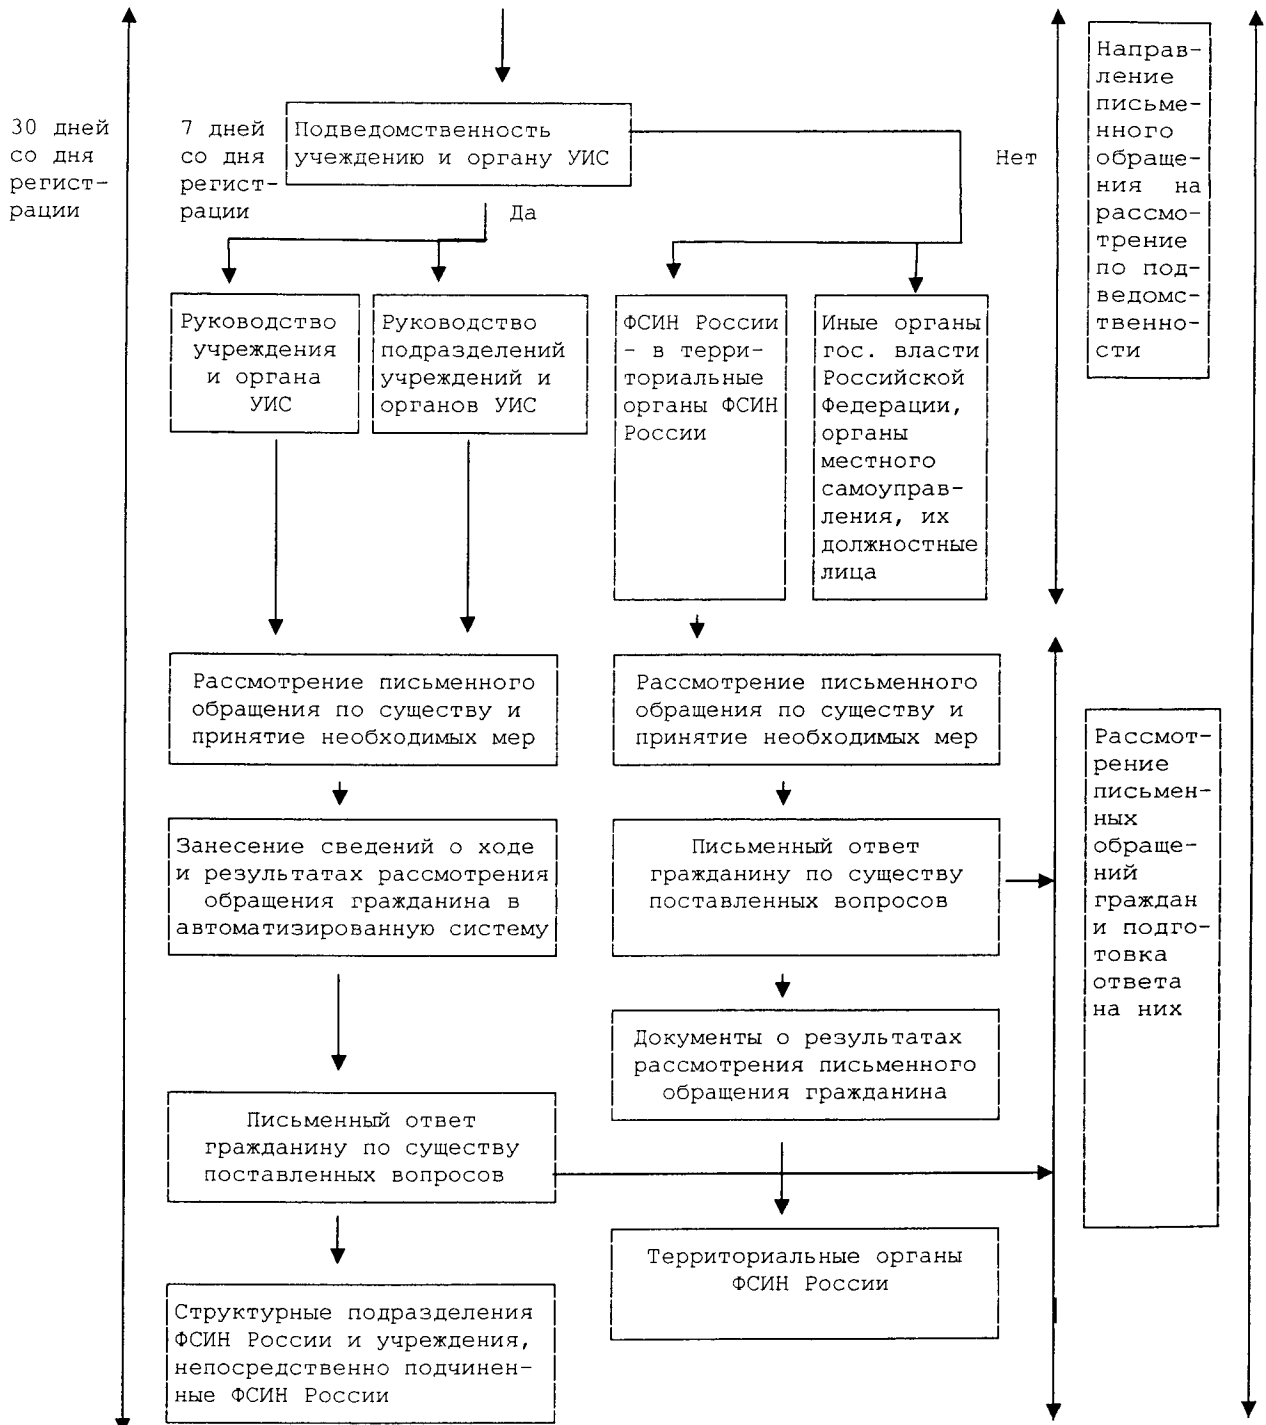 30 дней
со дня
регист-
рации
7 дней
со дня
регист-
рации
Подведомственность
учеждению и органу УИС
Да
Нет
Направ-
ление
письме-
нного
обраще-
ния на
рассмо-
трение
по под-
ведомс-
твенно-
сти
Руководство
учреждения
и органа
УИС
Руководство
подразделений
учреждений и
органов УИС
ФСИН России
- в терри-
ториальные
органы ФСИН
России
Иные органы
гос. власти
Российской
Федерации,
органы
местного
самоуправ-
ления, их
должностные
лица
Рассмотрение письменного
обращения по существу и
принятие необходимых мер
Рассмотрение письменного
обращения по существу и
принятие необходимых мер
Рассмот-
рение
письмен-
ных
обраще-
ний
граждан
и подго-
товка
ответа
на них
Занесение сведений о ходе
и результатах рассмотрения
обращения гражданина в
автоматизированную систему
Письменный ответ
гражданину по существу
поставленных вопросов
Документы о результатах
рассмотрения письменного
обращения гражданина
Письменный ответ
гражданину по существу
поставленных вопросов
Территориальные органы
ФСИН России
Структурные подразделения
ФСИН России и учреждения,
непосредственно подчинен-
ные ФСИН России